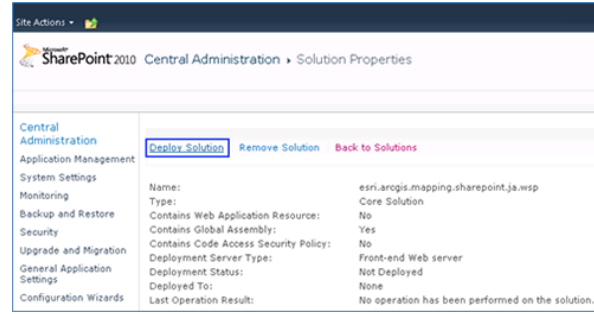 Site Actions
Microsoft
SharePoint 2010 Central Administration Solution Properties
Central
Administration
Application Management
System Settings
Monitoring
Backup and Restore
Security
Upgrade and Migration
General Application
Settings
Configuration Wizards
Deploy Solution Remove Solution Back to Solutions
Name: esri.arcgis.mapping.sharepoint.ja.wsp
Type: Core Solution
Contains Web Application Resource: No
Contains Global Assembly: Yes
Contains Code Access Security Policy: No
Deployment Server Type: Front-end Web server
Deployment Status: Not Deployed
Deployed To: None
Last Operation Result: No operation has been performed on the solution.